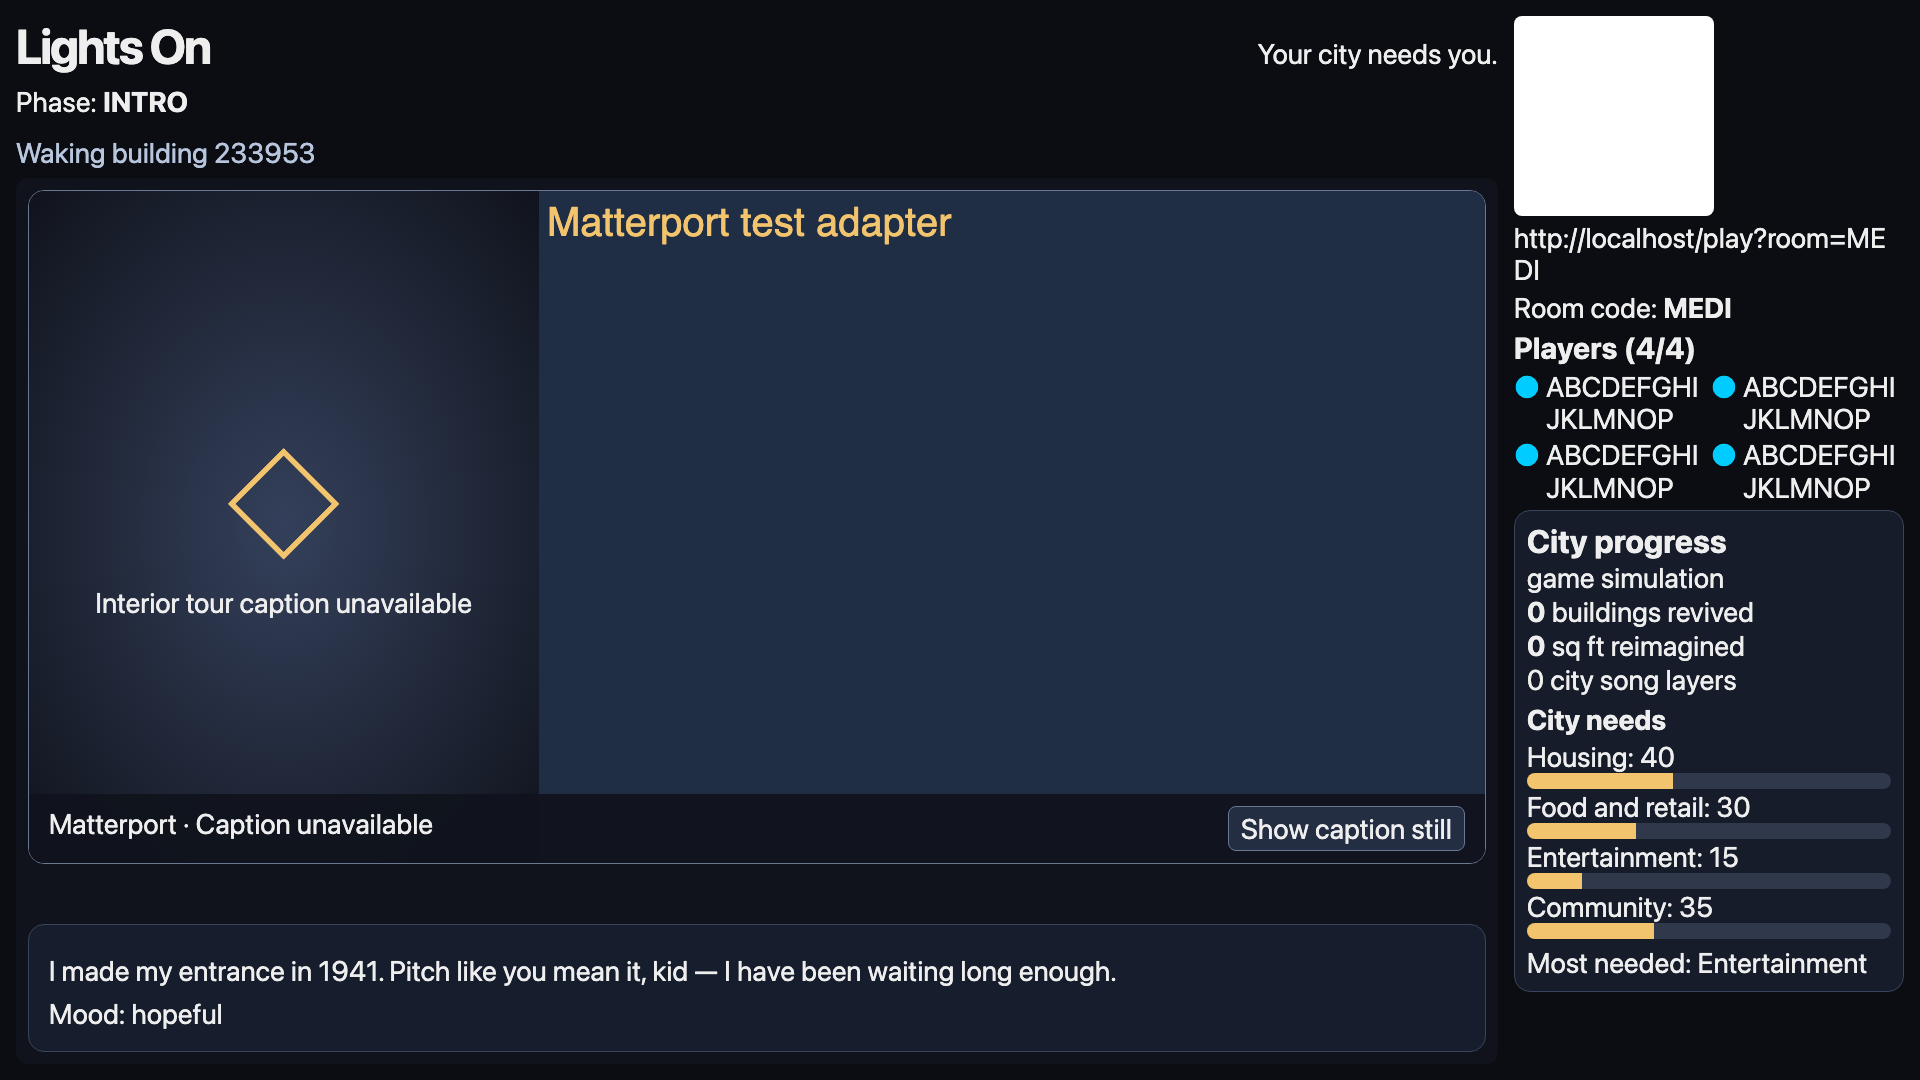 Lights On
Your city needs you.
Phase: INTRO
Waking building 233953
Matterport test adapter
Interior tour caption unavailable
Matterport · Caption unavailable
Show caption still
I made my entrance in 1941. Pitch like you mean it, kid — I have been waiting long enough.
Mood: hopeful
http://localhost/play?room=ME
DI
Room code: MEDI
Players (4/4)
ABCDEFGHI
JKLMNOP
ABCDEFGHI
JKLMNOP
ABCDEFGHI
JKLMNOP
ABCDEFGHI
JKLMNOP
City progress
game simulation
0 buildings revived
0 sq ft reimagined
0 city song layers
City needs
Housing: 40
Food and retail: 30
Entertainment: 15
Community: 35
Most needed: Entertainment